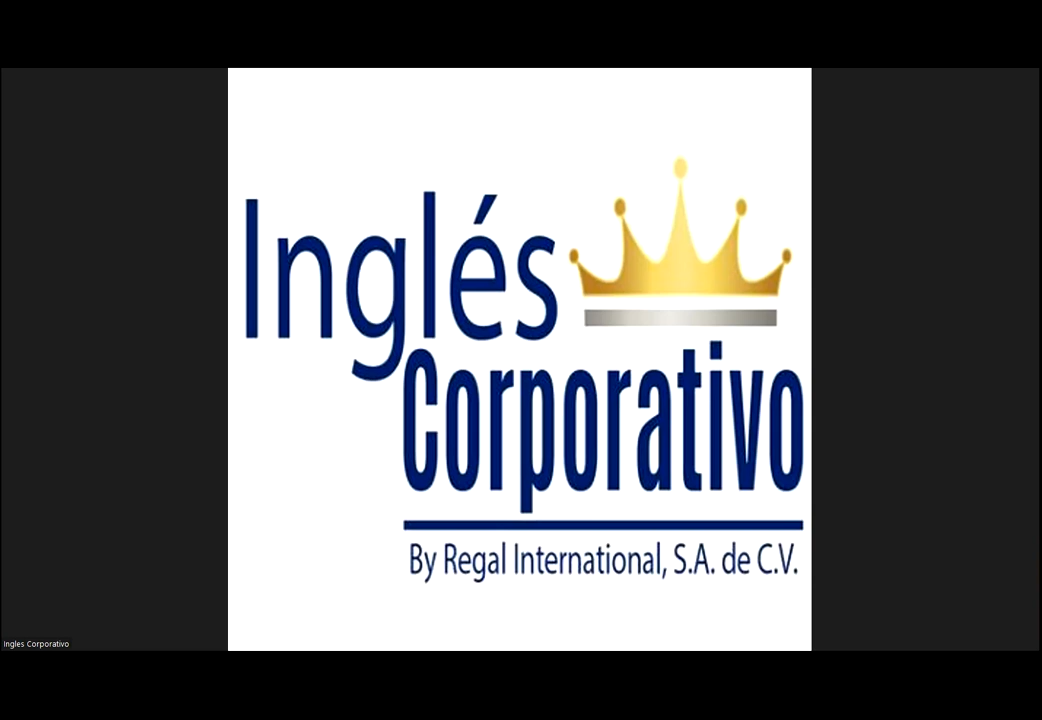 Inglés
Corporativo
By Regal International, S.A. de C.V.
Ingles Corporativo